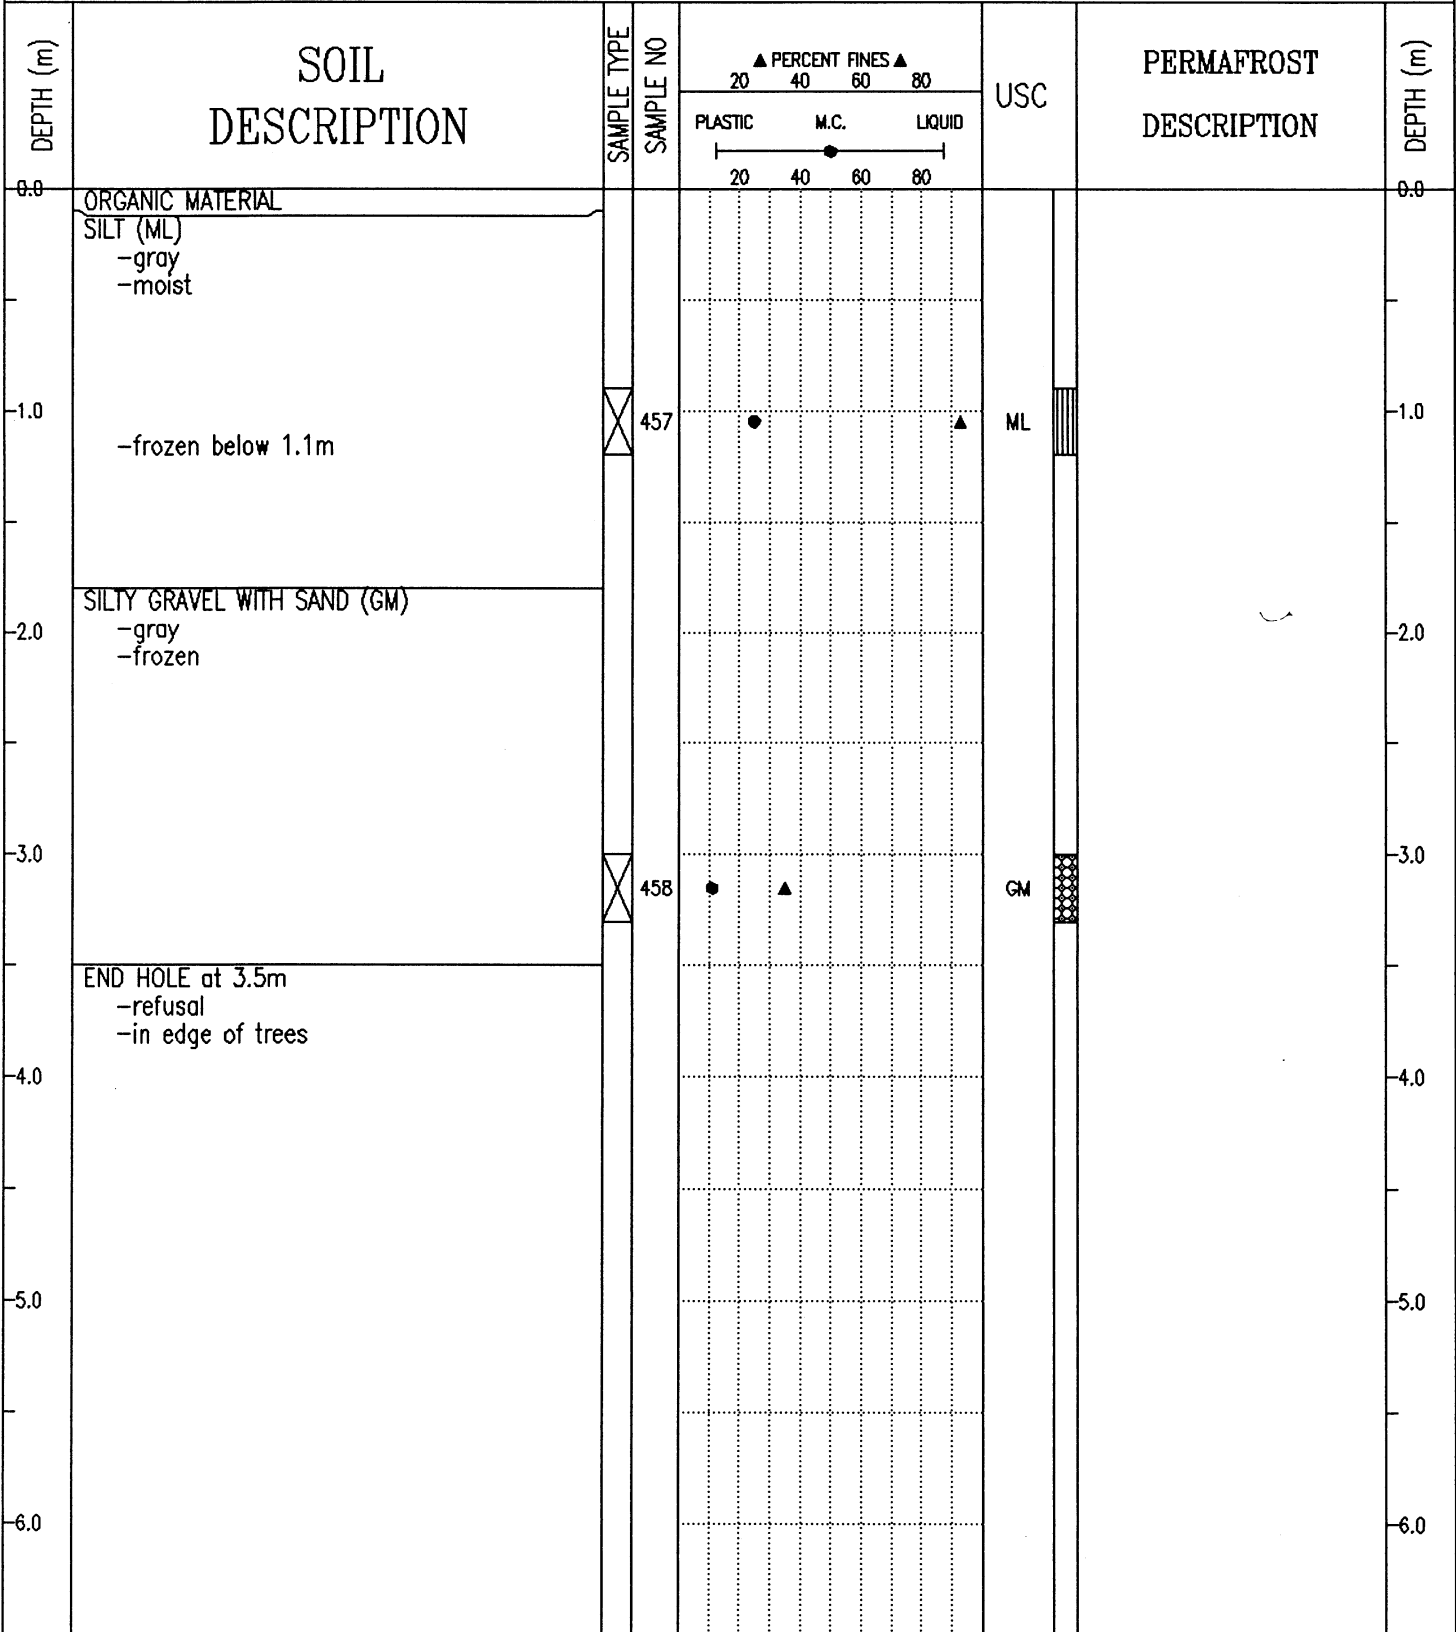 DEPTH (m)
SOIL
DESCRIPTION
SAMPLE TYPE
SAMPLE NO
▲ PERCENT FINES ▲
20 40 60 80
PLASTIC M.C. LIQUID
20 40 60 80
USC
PERMAFROST
DESCRIPTION
DEPTH (m)
0.0 0.0
ORGANIC MATERIAL
SILT (ML)
-gray
-moist
1.0 457 ML 1.0
-frozen below 1.1m
SILTY GRAVEL WITH SAND (GM)
-gray
2.0 2.0
-frozen
3.0 3.0
458 GM
END HOLE at 3.5m
-refusal
-in edge of trees
4.0 4.0
5.0 5.0
6.0 6.0